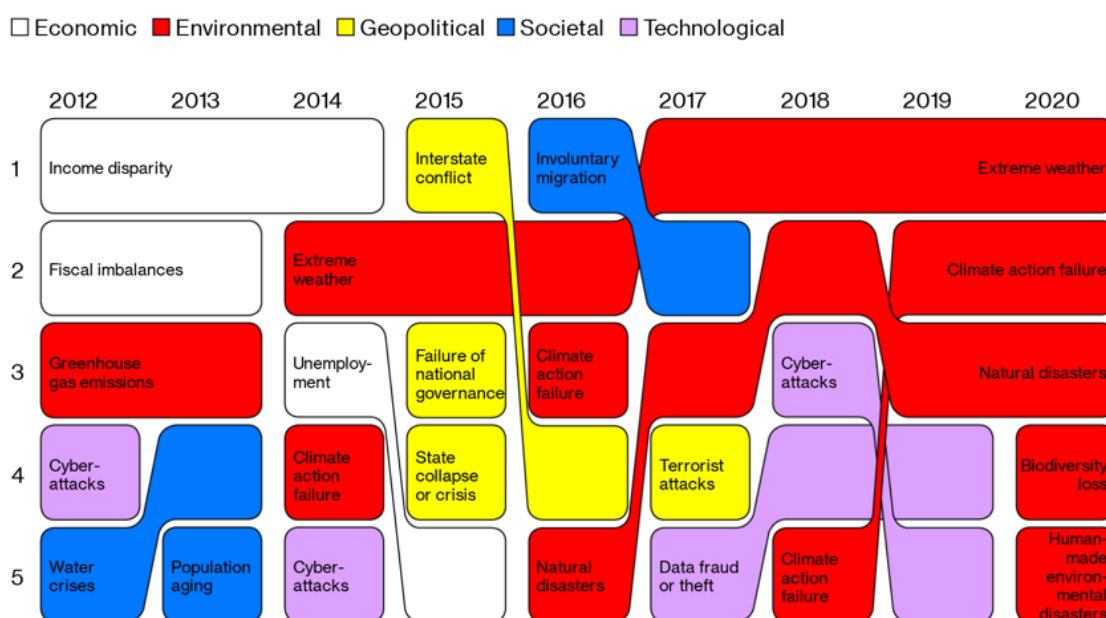 Economic Environmental Geopolitical Societal Technological
2012 2013 2014 2015 2016 2017 2018 2019 2020
1
Income disparity
Interstate
conflict
Involuntary
migration
Extreme weather
2
Fiscal imbalances
Extreme
weather
Climate action failure
3
Greenhouse
gas emissions
Unemploy-
ment
Failure of
national
governance
Climate
action
failure
Cyber-
attacks
Natural disasters
4
Cyber-
attacks
Climate
action
failure
State
collapse
or crisis
Terrorist
attacks
Biodiversity
loss
5
Water
crises
Population
aging
Cyber-
attacks
Natural
disasters
Data fraud
or theft
Climate
action
failure
Human-
made
environ-
mental
disasters